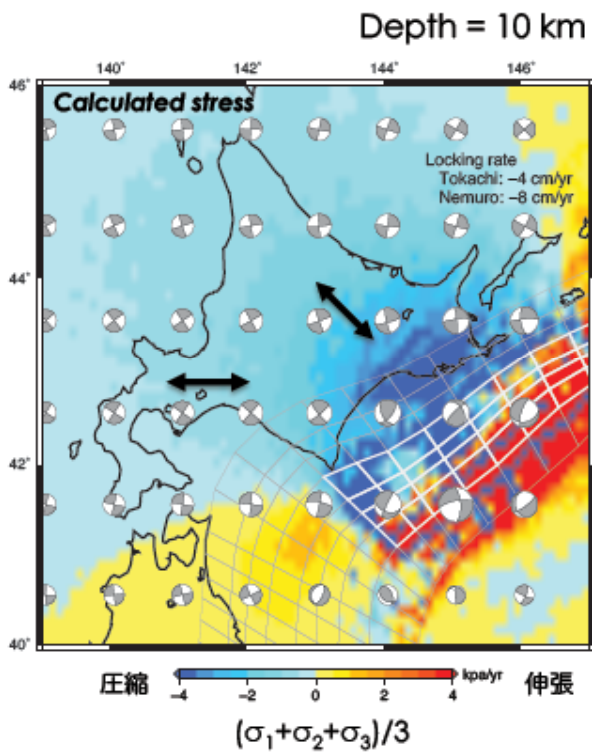 Depth = 10 km
140° 142° 144° 146°
46°
Calculated stress
Locking rate
Tokachi: −4 cm/yr
Nemuro: −8 cm/yr
44°
42°
40°
圧縮 −4 −2 0 2 4 kpa/yr 伸張
(σ1+σ2+σ3)/3